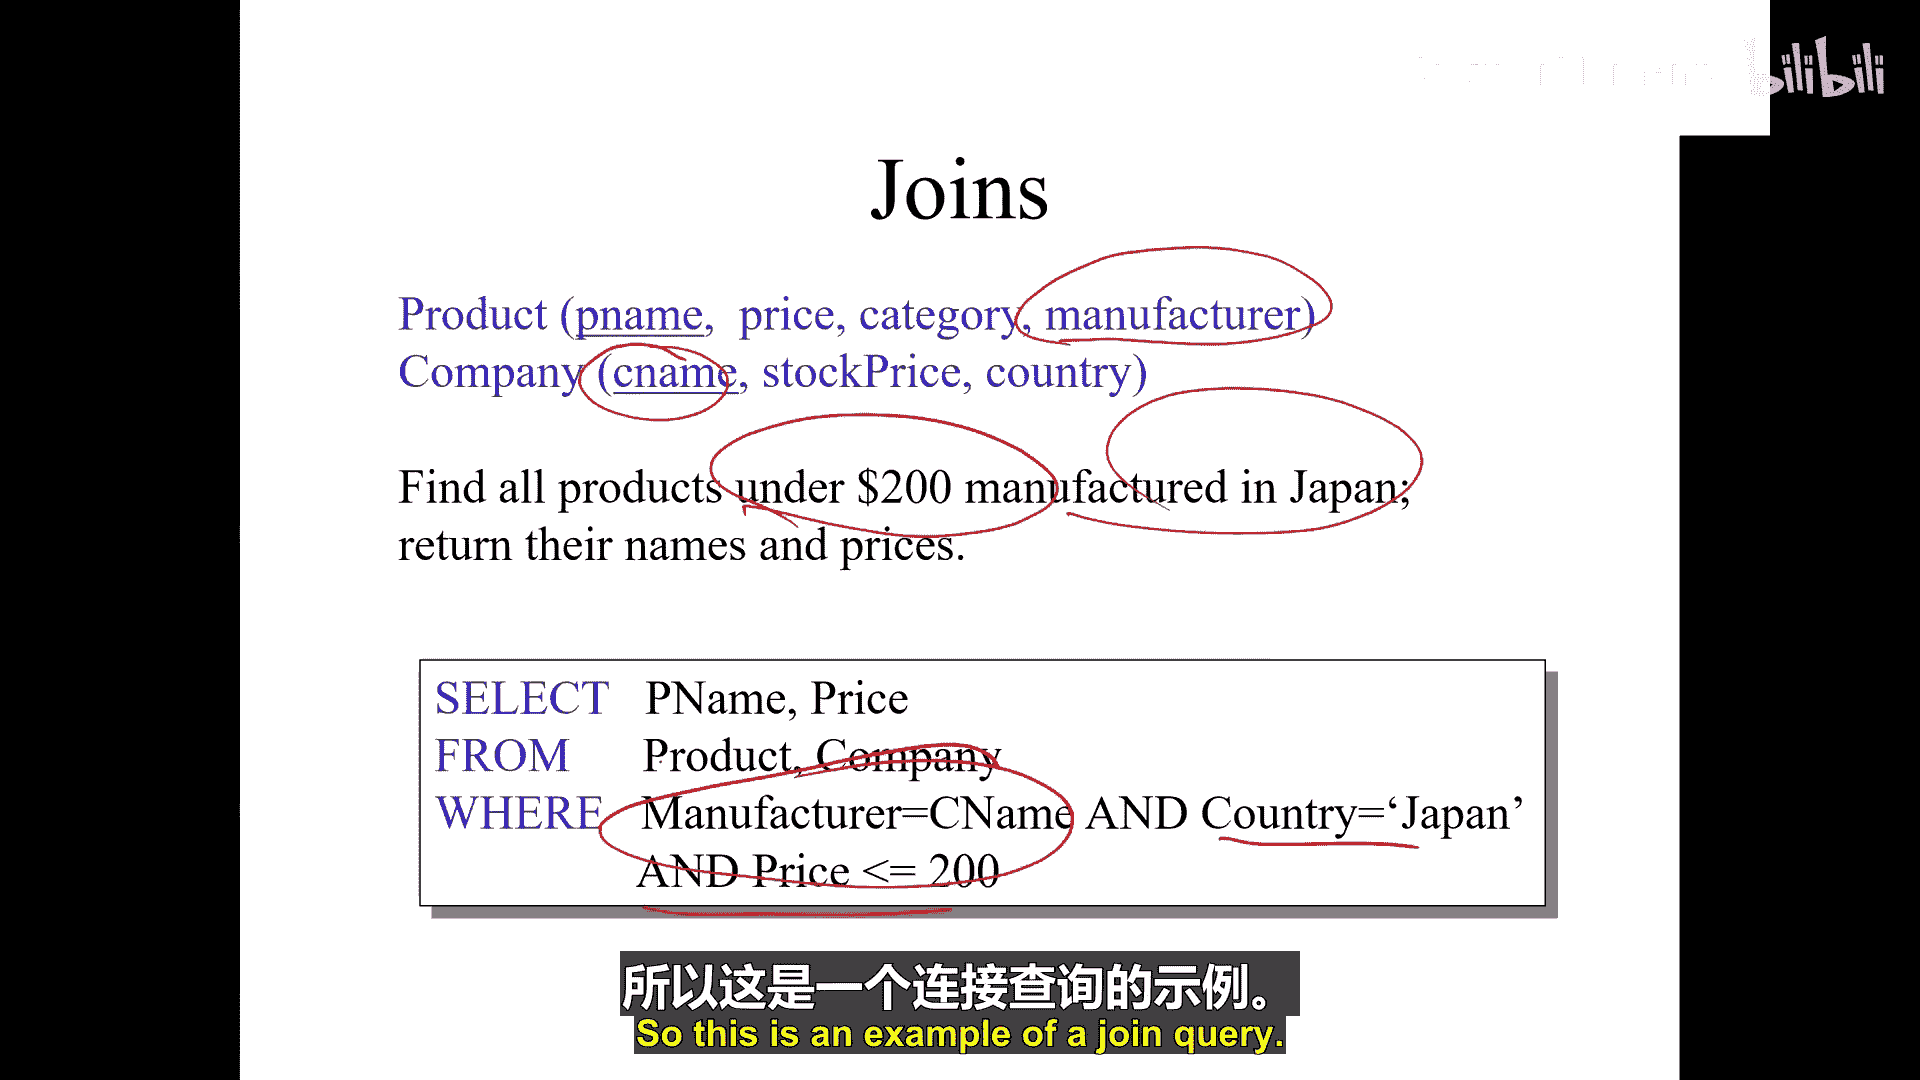 bilibili
Joins
Product (pname, price, category, manufacturer)
Company (cname, stockPrice, country)
Find all products under $200 manufactured in Japan;
return their names and prices.
SELECT PName, Price
FROM Product, Company
WHERE Manufacturer=CName AND Country=‘Japan’
AND Price <= 200
所以这是一个连接查询的示例。
So this is an example of a join query.